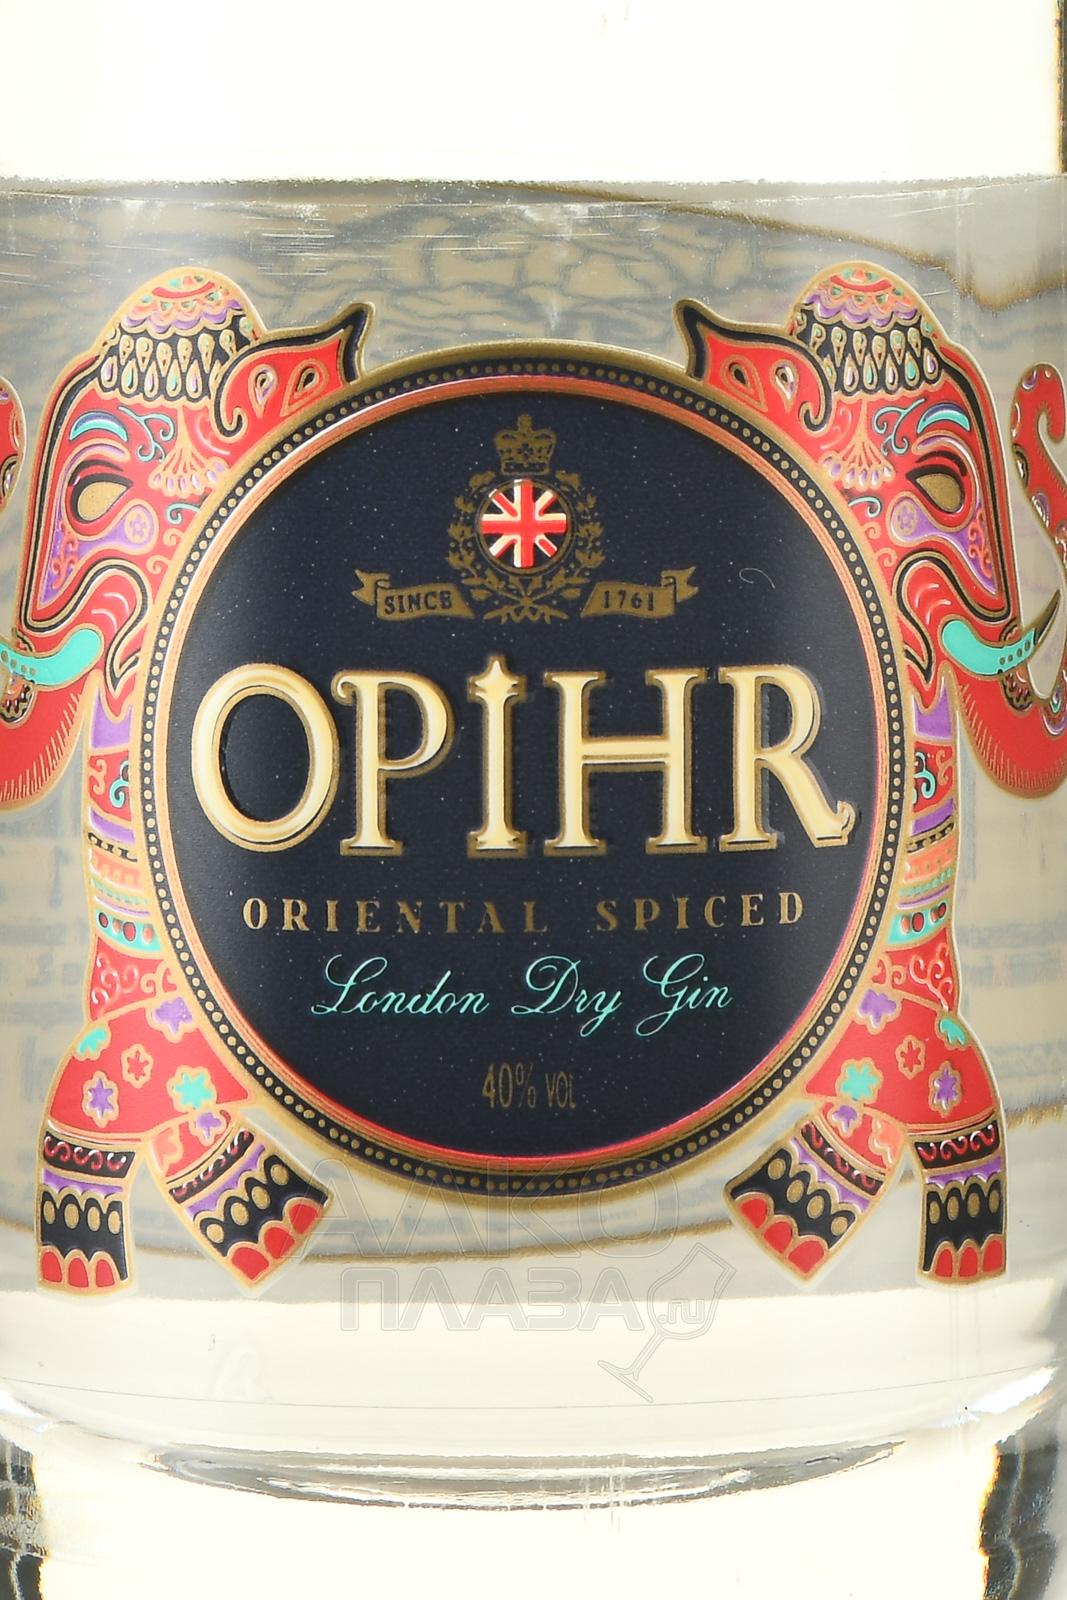 SINCE 1761
OPIHR
ORIENTAL SPICED
London Dry Gin
40% VOL
АЛКО
ПЛАЗА.ru